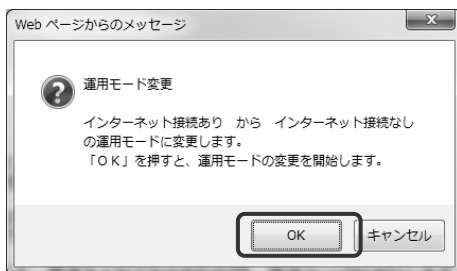 Web ページからのメッセージ
運用モード変更
インターネット接続あり から インターネット接続なし
の運用モードに変更します。
「ＯＫ」を押すと、運用モードの変更を開始します。
OK キャンセル